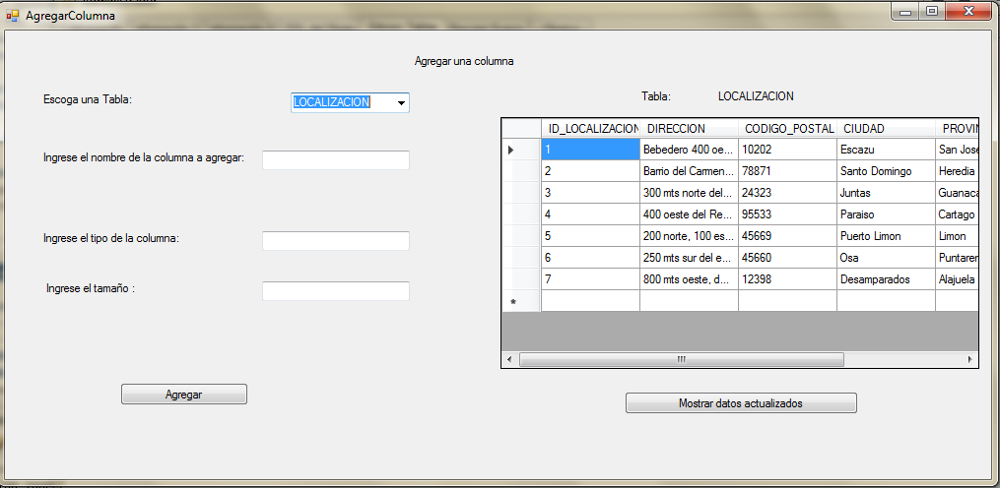 AgregarColumna
Agregar una columna
Escoga una Tabla:
LOCALIZACION
Ingrese el nombre de la columna a agregar:
Ingrese el tipo de la columna:
Ingrese el tamaño :
Agregar
Tabla: LOCALIZACION
ID_LOCALIZACION DIRECCION CODIGO_POSTAL CIUDAD PROVIN
1 Bebedero 400 oe... 10202 Escazu San José
2 Barrio del Carmen... 78871 Santo Domingo Heredia
3 300 mts norte del... 24323 Juntas Guanaca
4 400 oeste del Re... 95533 Paraiso Cartago
5 200 norte, 100 es... 45669 Puerto Limon Limon
6 250 mts sur del e... 45660 Osa Puntaren
7 800 mts oeste, d... 12398 Desamparados Alajuela
Mostrar datos actualizados